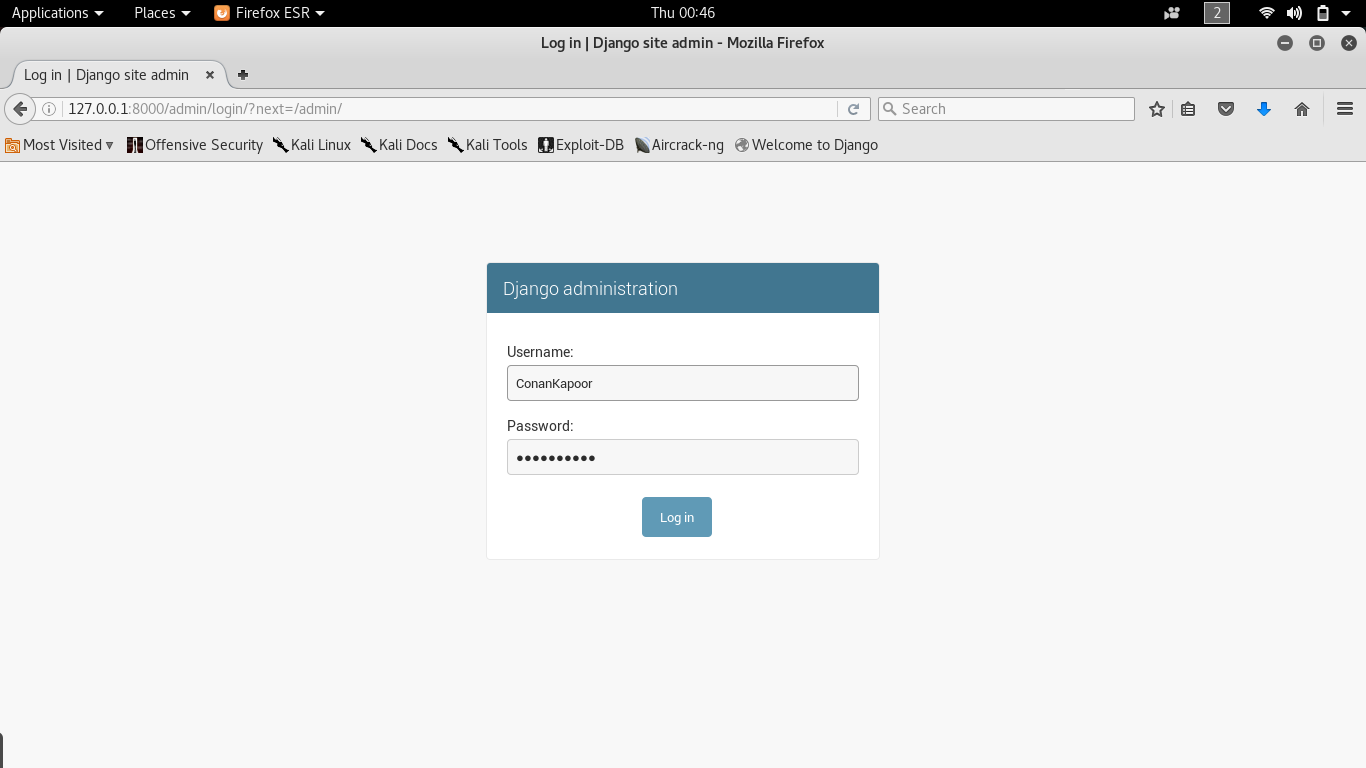 Applications Places Firefox ESR Thu 00:46 2
Log in | Django site admin - Mozilla Firefox
Log in | Django site admin
127.0.0.1:8000/admin/login/?next=/admin/ Search
Most Visited Offensive Security Kali Linux Kali Docs Kali Tools Exploit-DB Aircrack-ng Welcome to Django
Django administration
Username:
ConanKapoor
Password:
●●●●●●●●●●
Log in